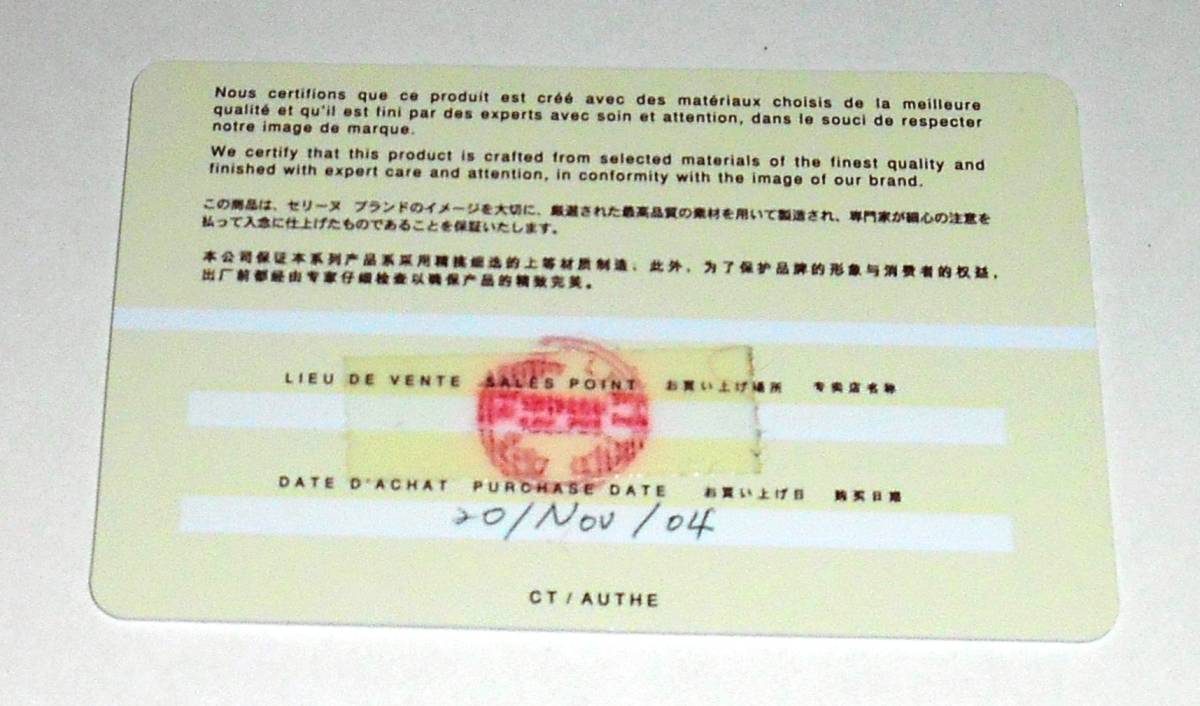 Nous certifions que ce produit est créé avec des matériaux choisis de la meilleure
qualité et qu'il est fini par des experts avec soin et attention, dans le souci de respecter
notre image de marque.
We certify that this product is crafted from selected materials of the finest quality and
finished with expert care and attention, in conformity with the image of our brand.
この商品は、セリーヌ ブランドのイメージを大切に、厳選された最高品質の素材を用いて製造され、専門家が細心の注意を
払って入念に仕上げたものであることを保証いたします。
本公司保证本系列产品系采用精挑细选的上等材质制造，此外，为了保护品牌的形象与消费者的权益，
出厂前都经由专家仔细检查以确保产品的精致完美。
LIEU DE VENTE SALES POINT お買い上げ場所 专卖店名称
DATE D'ACHAT PURCHASE DATE お買い上げ日 购买日期
20/Nov/04
CT / AUTHE